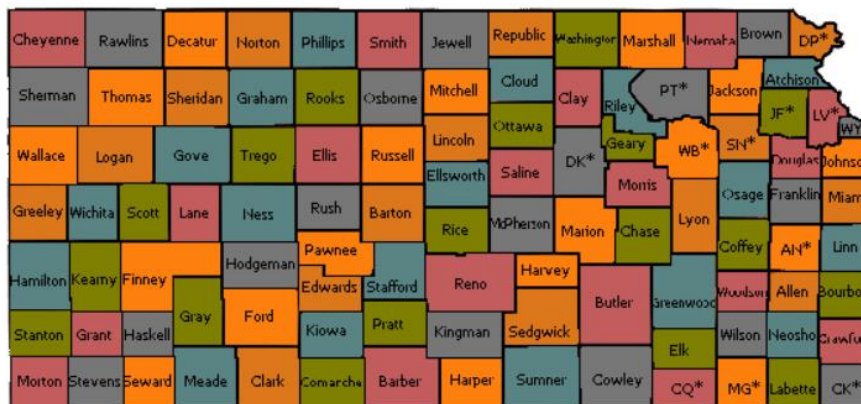 Cheyenne Rawlins Decatur Norton Phillips Smith Jewell Republic Washington Marshall Nemaha Brown DP*
Sherman Thomas Sheridan Graham Rooks Osborne Mitchell Cloud Clay Riley PT* Jackson Atchison
Ottawa JF* LV* WY
Wallace Logan Gove Trego Ellis Russell Lincoln Saline DK* Geary WB* SN* Douglas Johnso
Ellsworth Morris
Greeley Wichita Scott Lane Ness Rush Barton Rice McPherson Marion Chase Lyon Osage Franklin Miam
Hamilton Kearny Finney Hodgeman Pawnee Stafford Reno Harvey Butler Greenwood Coffey AN* Linn
Edwards
Stanton Grant Haskell Gray Ford Kiowa Pratt Kingman Sedgwick Elk Woodson Allen Bourbo
Wilson Neosho Crawfu
Morton Stevens Seward Meade Clark Comanche Barber Harper Sumner Cowley CQ* MG* Labette CK*